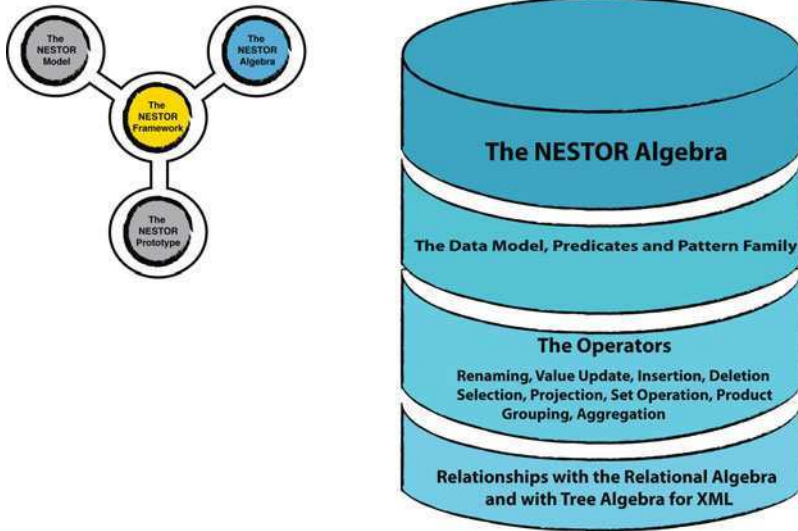 The
NESTOR
Model
The
NESTOR
Algebra
The
NESTOR
Framework
The
NESTOR
Prototype
The NESTOR Algebra
The Data Model, Predicates and Pattern Family
The Operators
Renaming, Value Update, Insertion, Deletion
Selection, Projection, Set Operation, Product
Grouping, Aggregation
Relationships with the Relational Algebra
and with Tree Algebra for XML